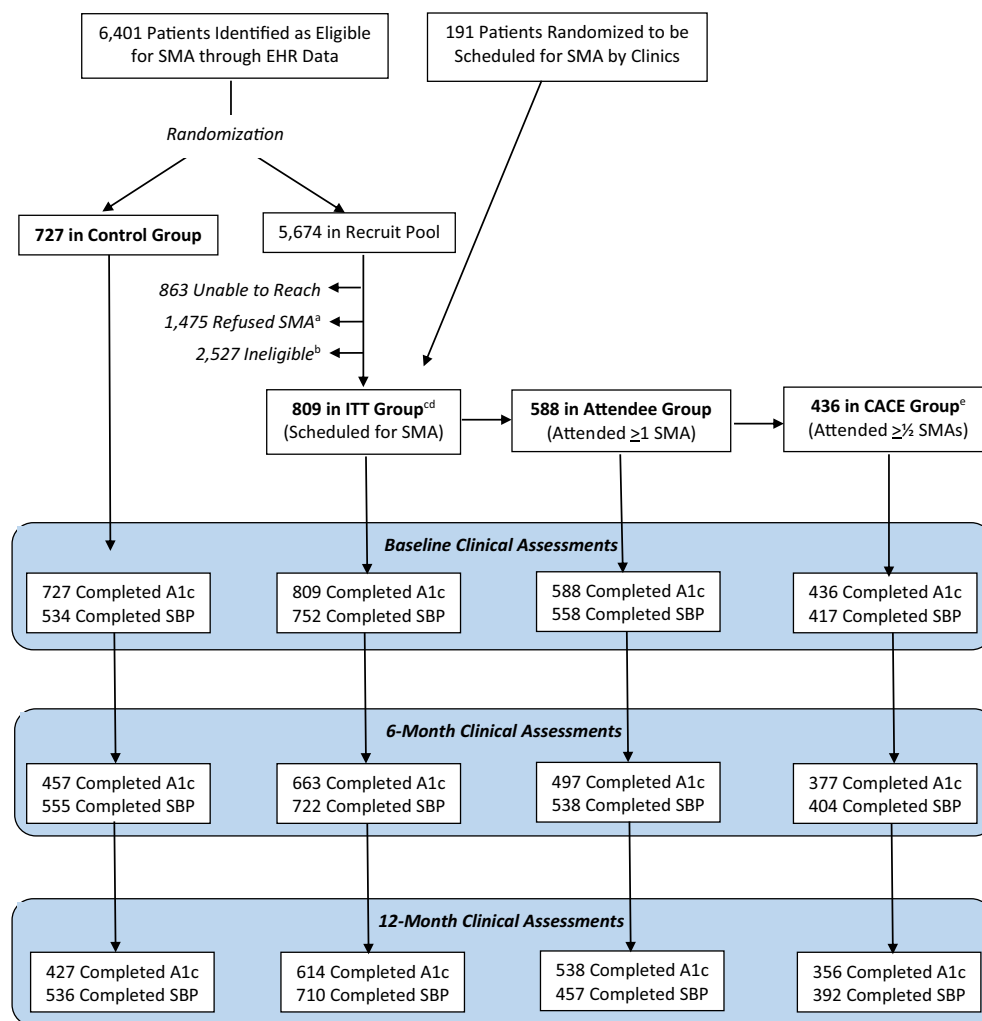 6,401 Patients Identified as Eligible
for SMA through EHR Data
191 Patients Randomized to be
Scheduled for SMA by Clinics
Randomization
727 in Control Group
5,674 in Recruit Pool
863 Unable to Reach
1,475 Refused SMAᵃ
2,527 Ineligibleᵇ
809 in ITT Groupᶜᵈ
(Scheduled for SMA)
588 in Attendee Group
(Attended ≥1 SMA)
436 in CACE Groupᵉ
(Attended ≥½ SMAs)
Baseline Clinical Assessments
727 Completed A1c
534 Completed SBP
809 Completed A1c
752 Completed SBP
588 Completed A1c
558 Completed SBP
436 Completed A1c
417 Completed SBP
6-Month Clinical Assessments
457 Completed A1c
555 Completed SBP
663 Completed A1c
722 Completed SBP
497 Completed A1c
538 Completed SBP
377 Completed A1c
404 Completed SBP
12-Month Clinical Assessments
427 Completed A1c
536 Completed SBP
614 Completed A1c
710 Completed SBP
538 Completed A1c
457 Completed SBP
356 Completed A1c
392 Completed SBP